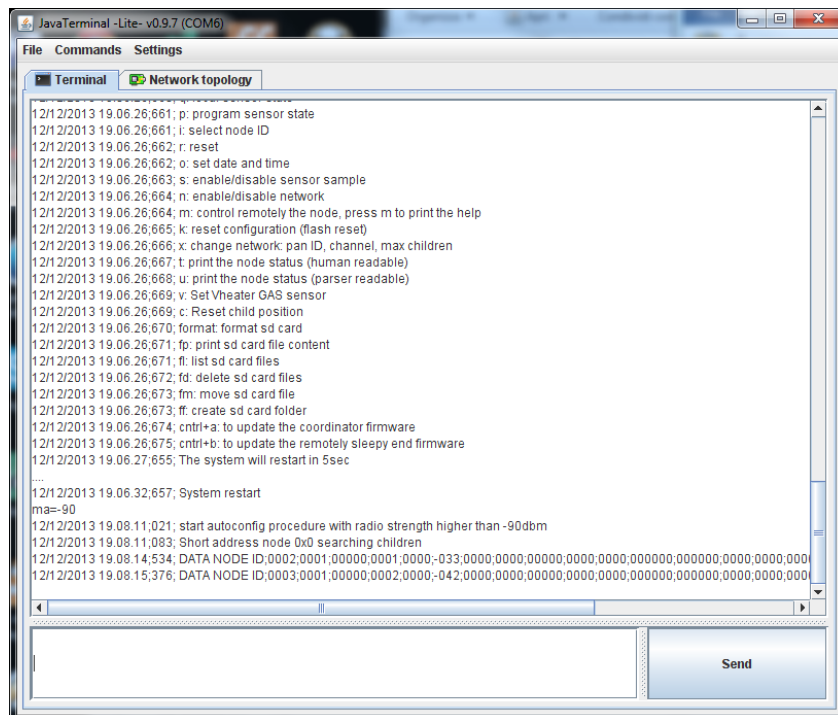 JavaTerminal -Lite- v0.9.7 (COM6)
File Commands Settings
Terminal Network topology
12/12/2013 19.06.26;661; p: program sensor state
12/12/2013 19.06.26;661; i: select node ID
12/12/2013 19.06.26;662; r: reset
12/12/2013 19.06.26;662; o: set date and time
12/12/2013 19.06.26;663; s: enable/disable sensor sample
12/12/2013 19.06.26;664; n: enable/disable network
12/12/2013 19.06.26;664; m: control remotely the node, press m to print the help
12/12/2013 19.06.26;665; k: reset configuration (flash reset)
12/12/2013 19.06.26;666; x: change network: pan ID, channel, max children
12/12/2013 19.06.26;667; t: print the node status (human readable)
12/12/2013 19.06.26;668; u: print the node status (parser readable)
12/12/2013 19.06.26;669; v: Set Vheater GAS sensor
12/12/2013 19.06.26;669; c: Reset child position
12/12/2013 19.06.26;670; format: format sd card
12/12/2013 19.06.26;671; fp: print sd card file content
12/12/2013 19.06.26;671; fl: list sd card files
12/12/2013 19.06.26;672; fd: delete sd card files
12/12/2013 19.06.26;673; fm: move sd card file
12/12/2013 19.06.26;673; ff: create sd card folder
12/12/2013 19.06.26;674; cntrl+a: to update the coordinator firmware
12/12/2013 19.06.26;675; cntrl+b: to update the remotely sleepy end firmware
12/12/2013 19.06.27;655; The system will restart in 5sec
....
12/12/2013 19.06.32;657; System restart
ma=-90
12/12/2013 19.08.11;021; start autoconfig procedure with radio strength higher than -90dbm
12/12/2013 19.08.11;083; Short address node 0x0 searching children
12/12/2013 19.08.14;534; DATA NODE ID;0002;0001;00000;0001;0000;-033;0000;0000;00000;0000;0000;000000;000000;0000;0000;000
12/12/2013 19.08.15;376; DATA NODE ID;0003;0001;00000;0002;0000;-042;0000;0000;00000;0000;0000;000000;000000;0000;0000;000
Send